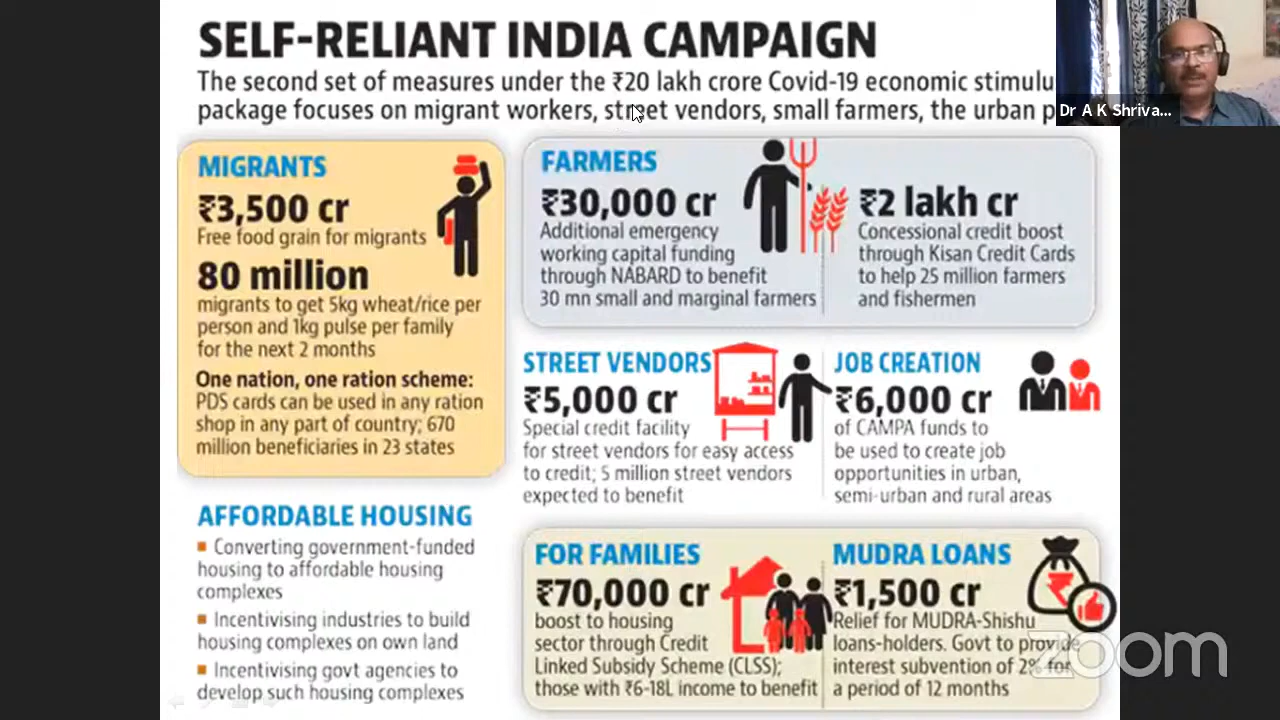 SELF-RELIANT INDIA CAMPAIGN
The second set of measures under the ₹20 lakh crore Covid-19 economic stimulu
package focuses on migrant workers, street vendors, small farmers, the urban p
Dr A K Shriva...
MIGRANTS
₹3,500 cr
Free food grain for migrants
80 million
migrants to get 5kg wheat/rice per
person and 1kg pulse per family
for the next 2 months
One nation, one ration scheme:
PDS cards can be used in any ration
shop in any part of country; 670
million beneficiaries in 23 states
FARMERS
₹30,000 cr
Additional emergency
working capital funding
through NABARD to benefit
30 mn small and marginal farmers
₹2 lakh cr
Concessional credit boost
through Kisan Credit Cards
to help 25 million farmers
and fishermen
STREET VENDORS
₹5,000 cr
Special credit facility
for street vendors for easy access
to credit; 5 million street vendors
expected to benefit
JOB CREATION
₹6,000 cr
of CAMPA funds to
be used to create job
opportunities in urban,
semi-urban and rural areas
AFFORDABLE HOUSING
Converting government-funded
housing to affordable housing
complexes
Incentivising industries to build
housing complexes on own land
Incentivising govt agencies to
develop such housing complexes
FOR FAMILIES
₹70,000 cr
boost to housing
sector through Credit
Linked Subsidy Scheme (CLSS);
those with ₹6-18L income to benefit
MUDRA LOANS
₹1,500 cr
Relief for MUDRA-Shishu
loans-holders. Govt to provide
interest subvention of 2% for
a period of 12 months
₹
zoom